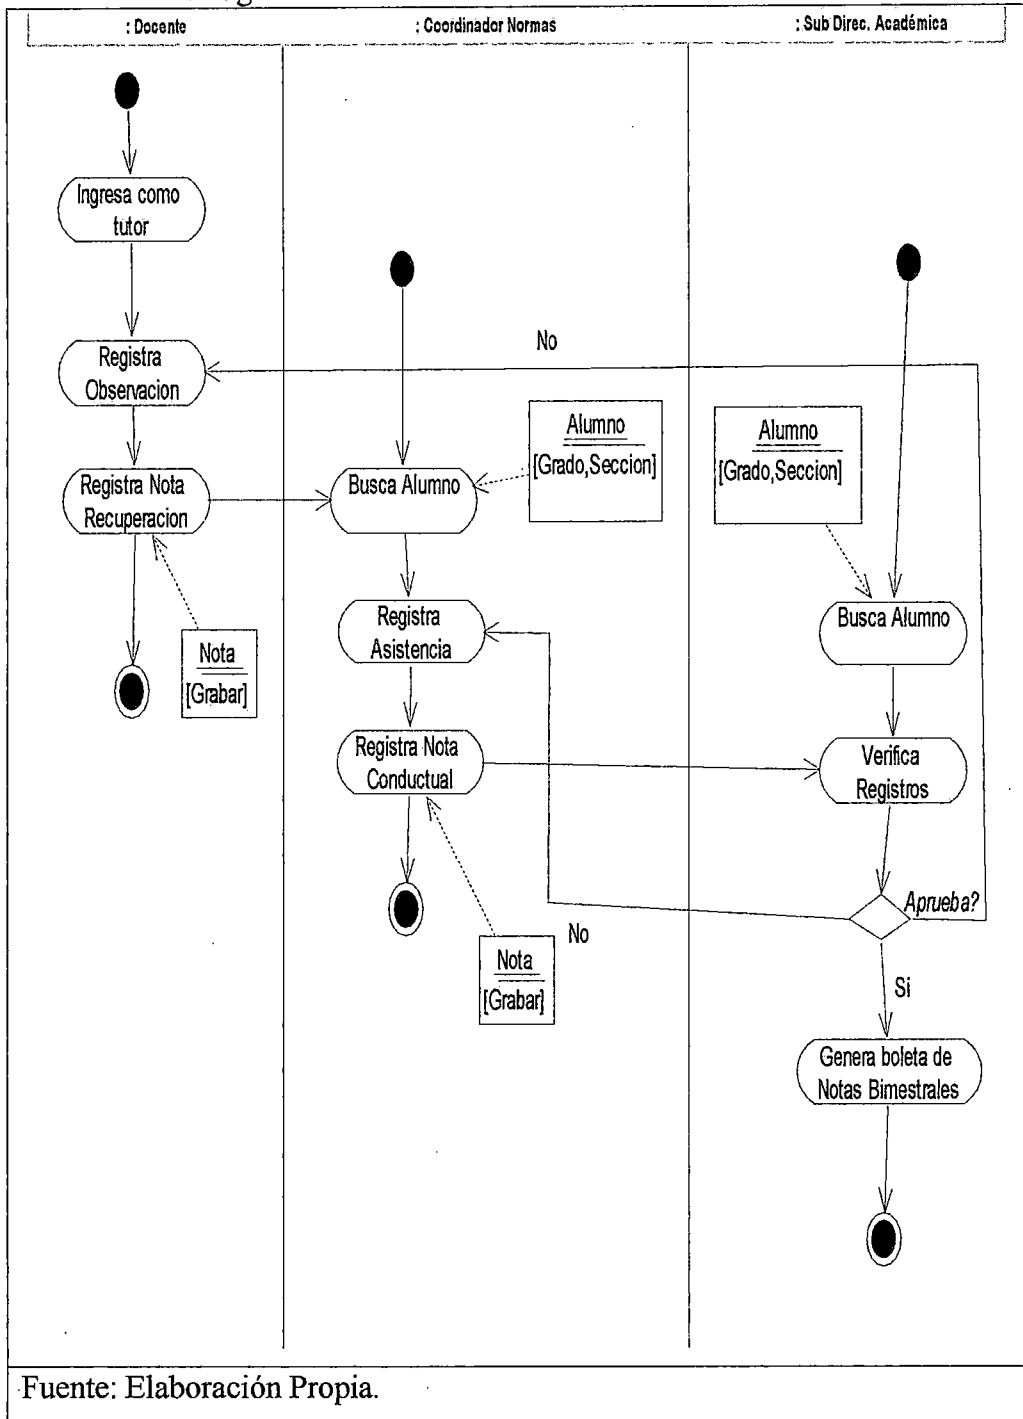 : Docente
: Coordinador Normas
: Sub Direc. Académica
Ingresa como
tutor
Registra
Observacion
No
Alumno
[Grado,Seccion]
Alumno
[Grado,Seccion]
Registra Nota
Recuperacion
Busca Alumno
Registra
Asistencia
Busca Alumno
Nota
[Grabar]
Registra Nota
Conductual
Verifica
Registros
Aprueba?
No
Nota
[Grabar]
Si
Genera boleta de
Notas Bimestrales
Fuente: Elaboración Propia.